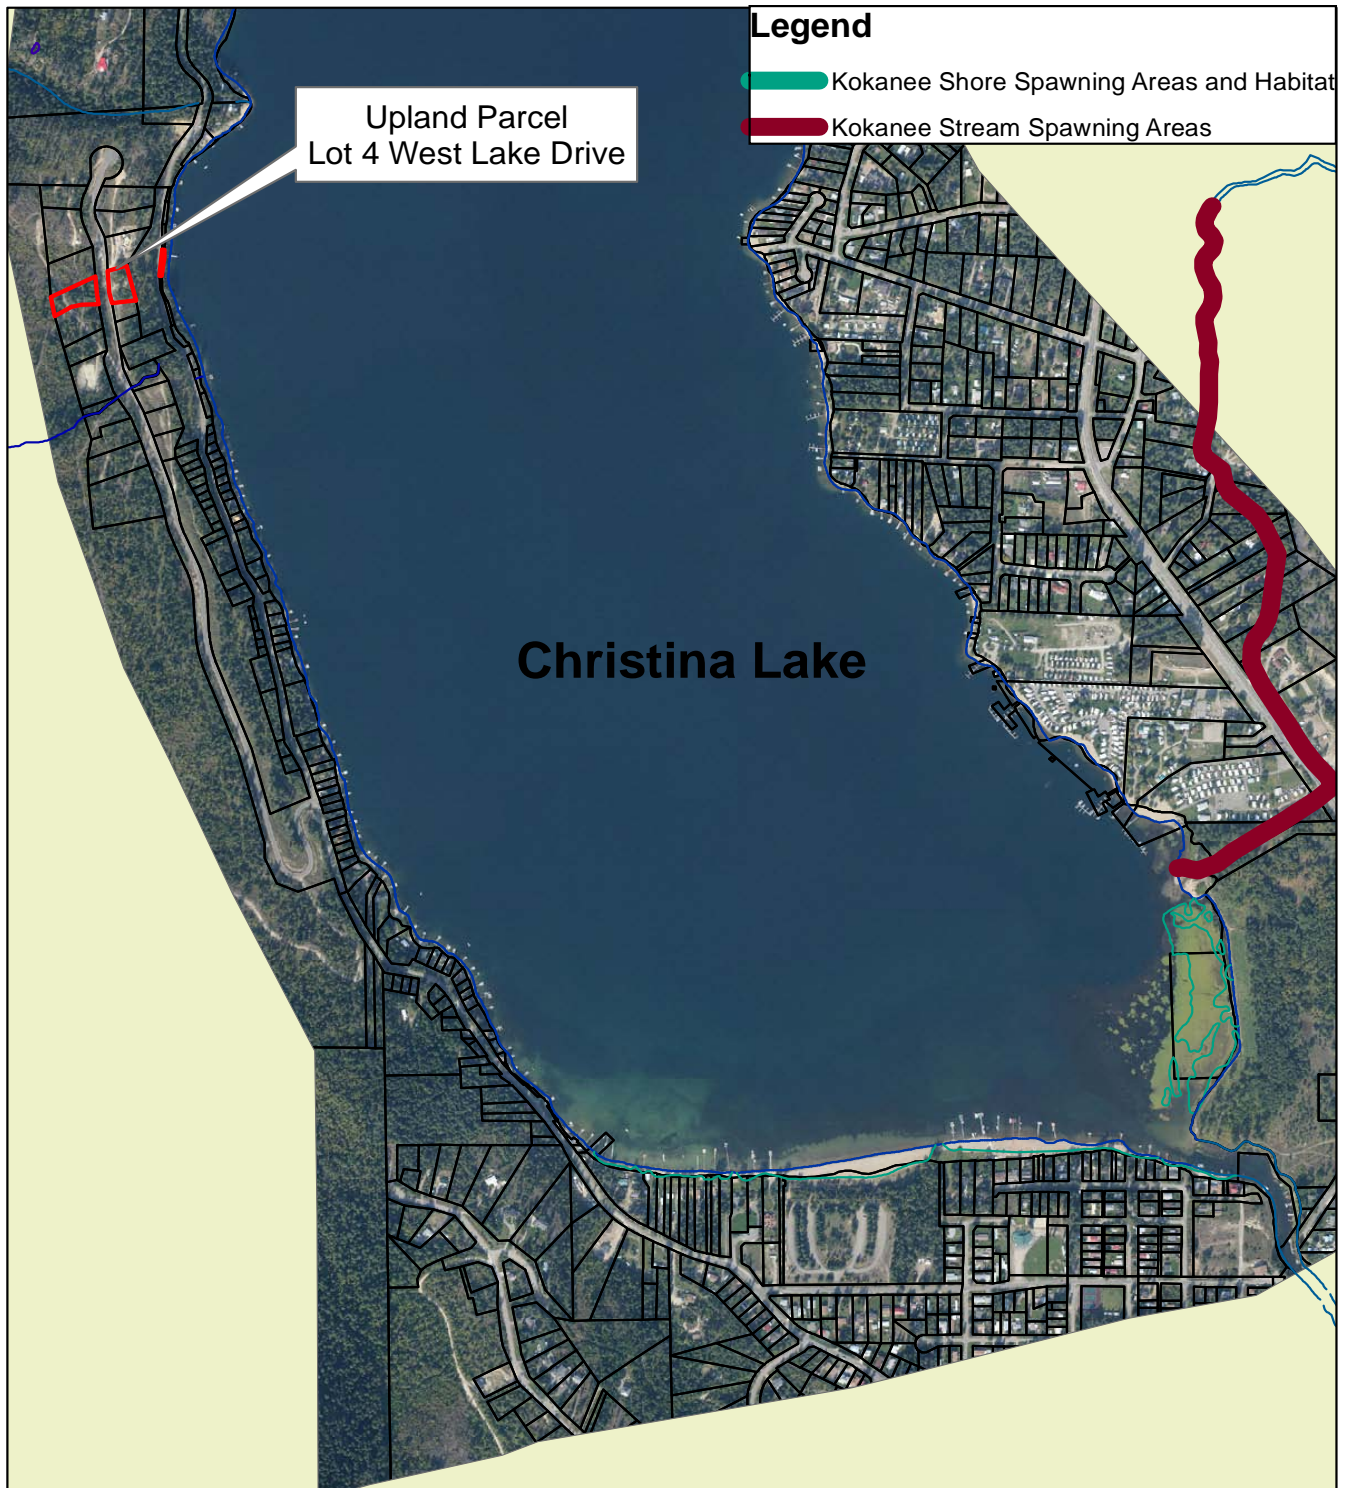 Legend
Kokanee Shore Spawning Areas and Habitat
Kokanee Stream Spawning Areas
Upland Parcel
Lot 4 West Lake Drive
Christina Lake